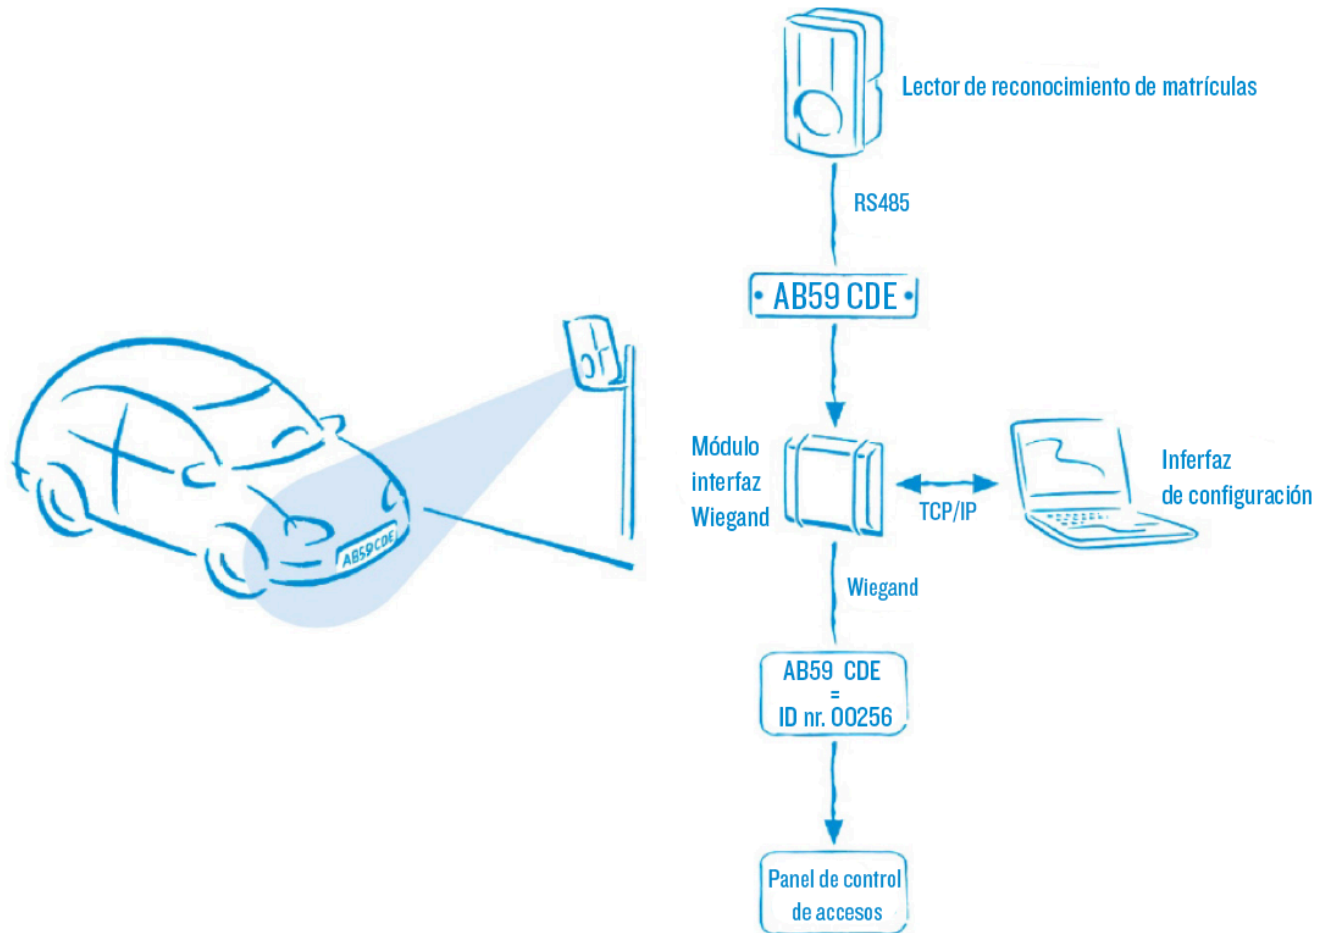 Lector de reconocimiento de matrículas
RS485
AB59 CDE
Módulo
interfaz
Wiegand
TCP/IP
Inferfaz
de configuración
Wiegand
AB59 CDE
=
ID nr. 00256
Panel de control
de accesos
AB59CDE